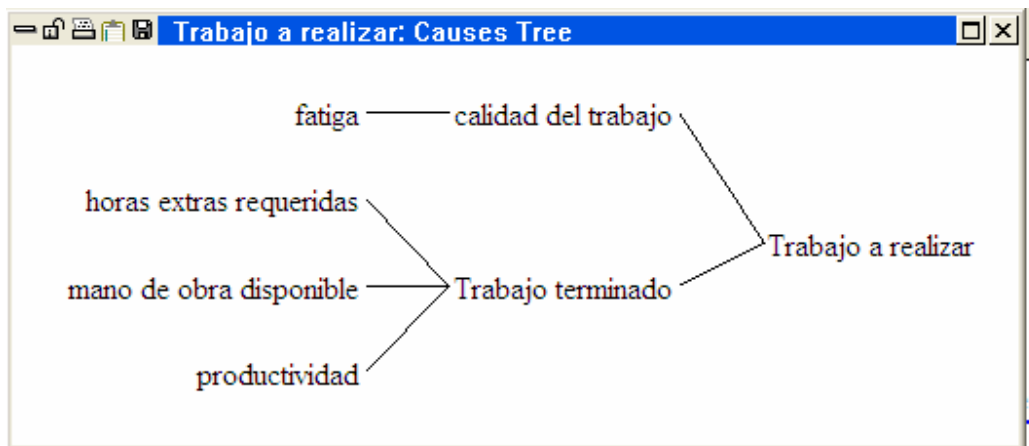 Trabajo a realizar: Causes Tree
fatiga
calidad del trabajo
horas extras requeridas
Trabajo a realizar
mano de obra disponible
Trabajo terminado
productividad